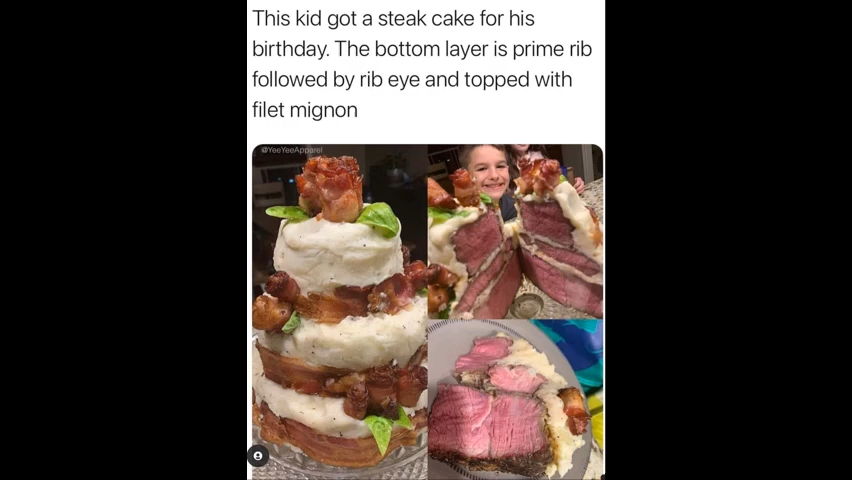 This kid got a steak cake for his
birthday. The bottom layer is prime rib
followed by rib eye and topped with
filet mignon
@YeeYeeApparel